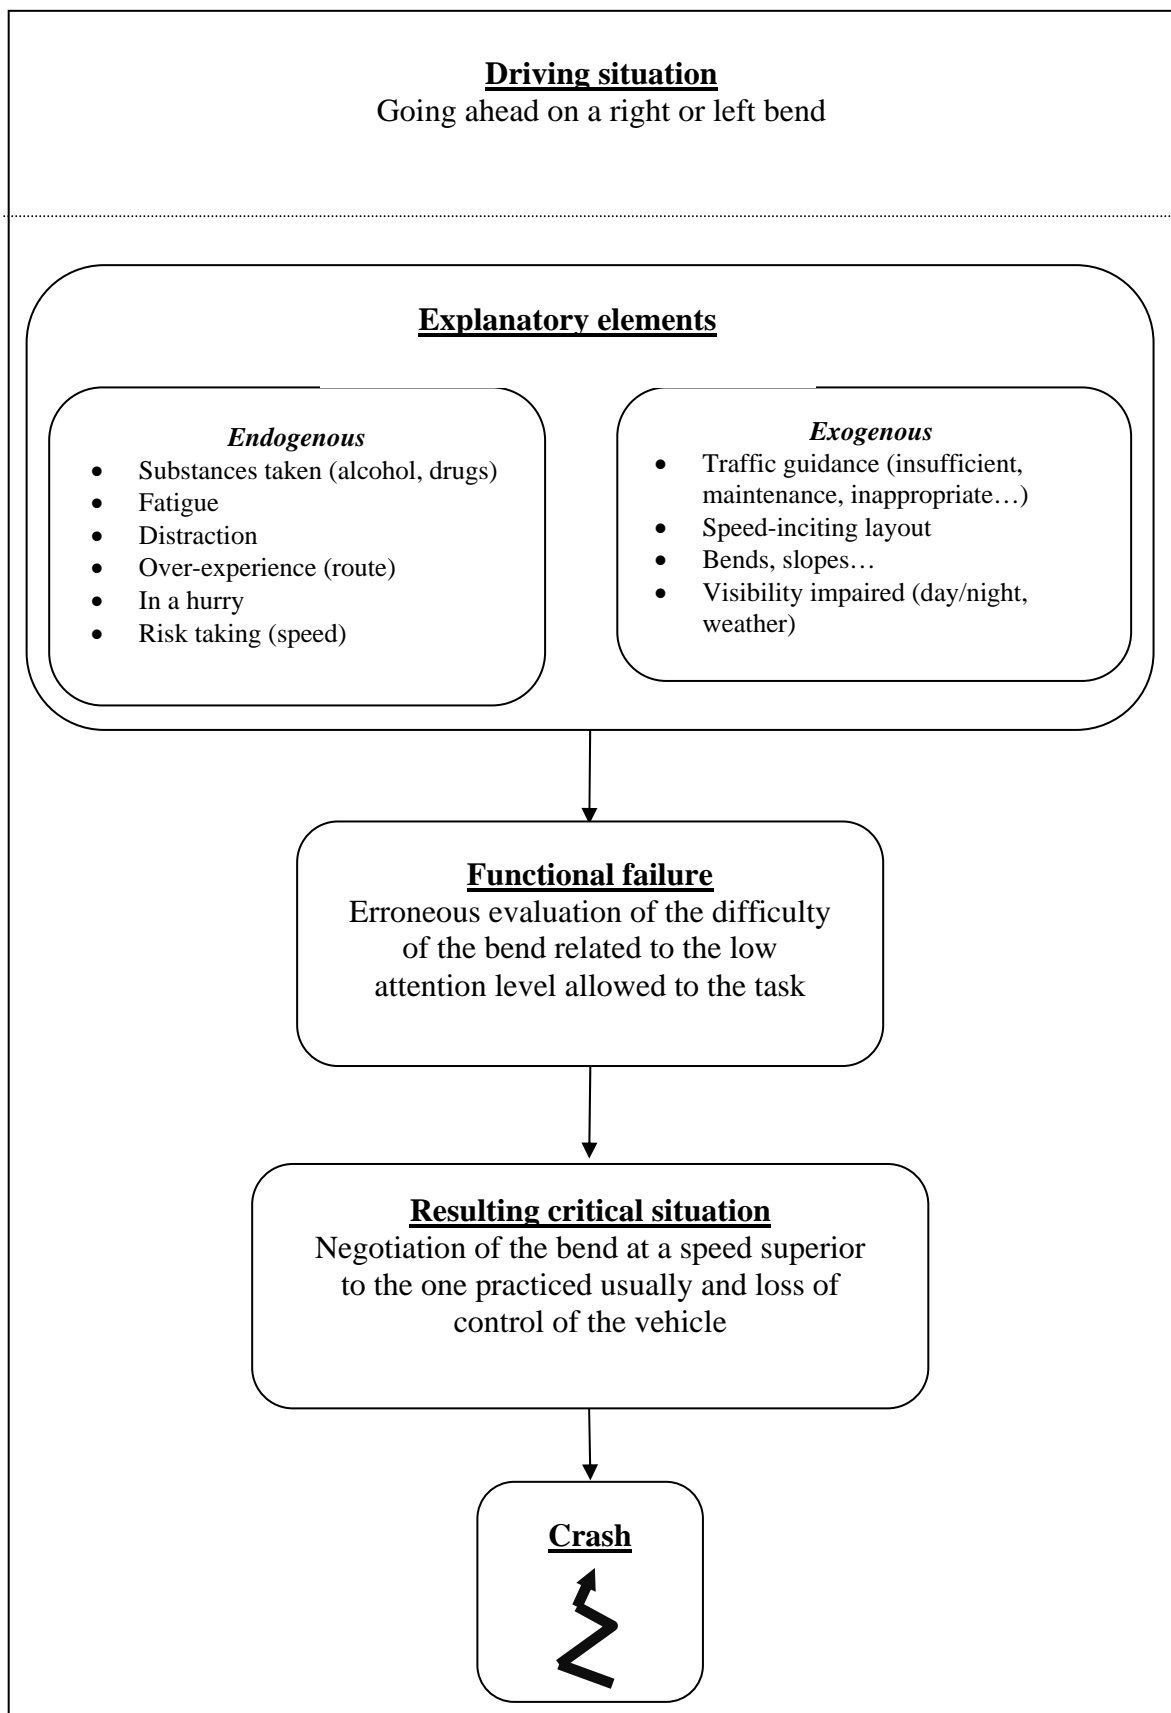 Driving situation
Going ahead on a right or left bend
Explanatory elements
Endogenous
• Substances taken (alcohol, drugs)
• Fatigue
• Distraction
• Over-experience (route)
• In a hurry
• Risk taking (speed)
Exogenous
• Traffic guidance (insufficient,
maintenance, inappropriate…)
• Speed-inciting layout
• Bends, slopes…
• Visibility impaired (day/night,
weather)
Functional failure
Erroneous evaluation of the difficulty
of the bend related to the low
attention level allowed to the task
Resulting critical situation
Negotiation of the bend at a speed superior
to the one practiced usually and loss of
control of the vehicle
Crash